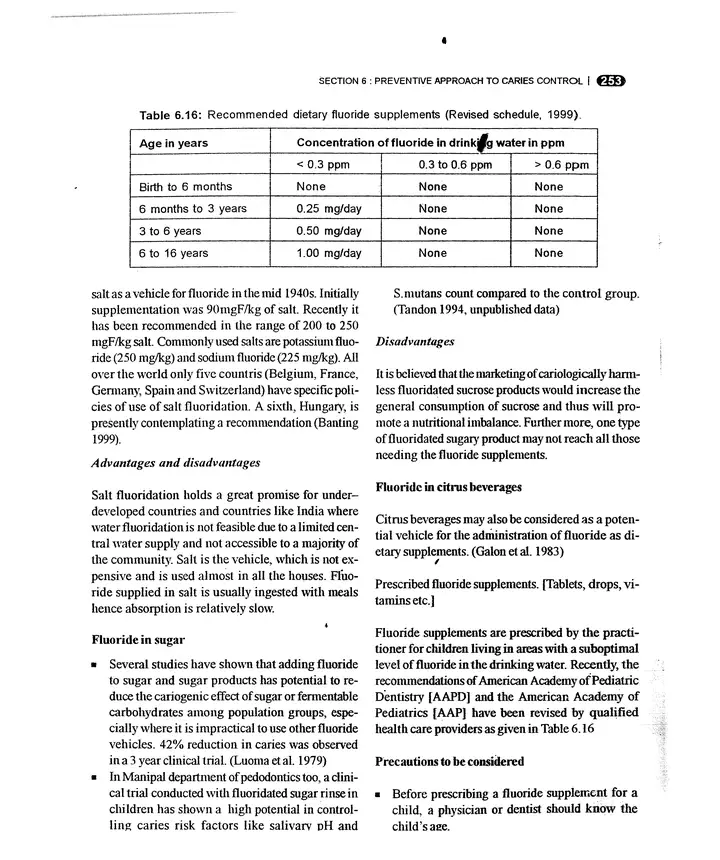 SECTION 6 : PREVENTIVE APPROACH TO CARIES CONTROL | 253
Table 6.16: Recommended dietary fluoride supplements (Revised schedule, 1999).
Age in years Concentration of fluoride in drinking water in ppm
< 0.3 ppm 0.3 to 0.6 ppm > 0.6 ppm
Birth to 6 months None None None
6 months to 3 years 0.25 mg/day None None
3 to 6 years 0.50 mg/day None None
6 to 16 years 1.00 mg/day None None
salt as a vehicle for fluoride in the mid 1940s. Initially
supplementation was 90mgF/kg of salt. Recently it
has been recommended in the range of 200 to 250
mgF/kg salt. Commonly used salts are potassium fluo-
ride (250 mg/kg) and sodium fluoride (225 mg/kg). All
over the world only five countris (Belgium, France,
Germany, Spain and Switzerland) have specific poli-
cies of use of salt fluoridation. A sixth, Hungary, is
presently contemplating a recommendation (Banting
1999).
Advantages and disadvantages
Salt fluoridation holds a great promise for under-
developed countries and countries like India where
water fluoridation is not feasible due to a limited cen-
tral water supply and not accessible to a majority of
the community. Salt is the vehicle, which is not ex-
pensive and is used almost in all the houses. Fluo-
ride supplied in salt is usually ingested with meals
hence absorption is relatively slow.
Fluoride in sugar
■ Several studies have shown that adding fluoride
to sugar and sugar products has potential to re-
duce the cariogenic effect of sugar or fermentable
carbohydrates among population groups, espe-
cially where it is impractical to use other fluoride
vehicles. 42% reduction in caries was observed
in a 3 year clinical trial. (Luoma et al. 1979)
■ In Manipal department of pedodontics too, a clini-
cal trial conducted with fluoridated sugar rinse in
children has shown a high potential in control-
ling caries risk factors like salivary pH and
S.mutans count compared to the control group.
(Tandon 1994, unpublished data)
Disadvantages
It is believed that the marketing of cariologically harm-
less fluoridated sucrose products would increase the
general consumption of sucrose and thus will pro-
mote a nutritional imbalance. Further more, one type
of fluoridated sugary product may not reach all those
needing the fluoride supplements.
Fluoride in citrus beverages
Citrus beverages may also be considered as a poten-
tial vehicle for the administration of fluoride as di-
etary supplements. (Galon et al. 1983)
Prescribed fluoride supplements. [Tablets, drops, vi-
tamins etc.]
Fluoride supplements are prescribed by the practi-
tioner for children living in areas with a suboptimal
level of fluoride in the drinking water. Recently, the
recommendations of American Academy of Pediatric
Dentistry [AAPD] and the American Academy of
Pediatrics [AAP] have been revised by qualified
health care providers as given in Table 6.16
Precautions to be considered
■ Before prescribing a fluoride supplement for a
child, a physician or dentist should know the
child's age.